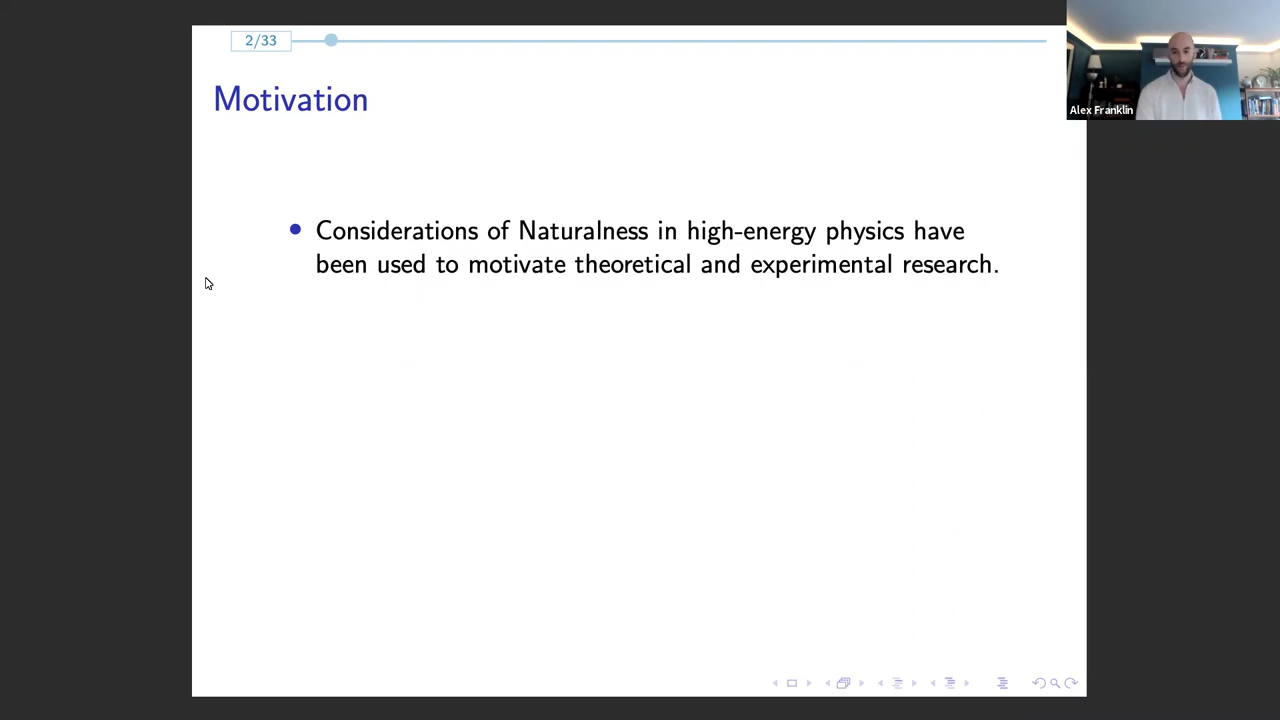 2/33
Alex Franklin
Motivation
• Considerations of Naturalness in high-energy physics have
been used to motivate theoretical and experimental research.